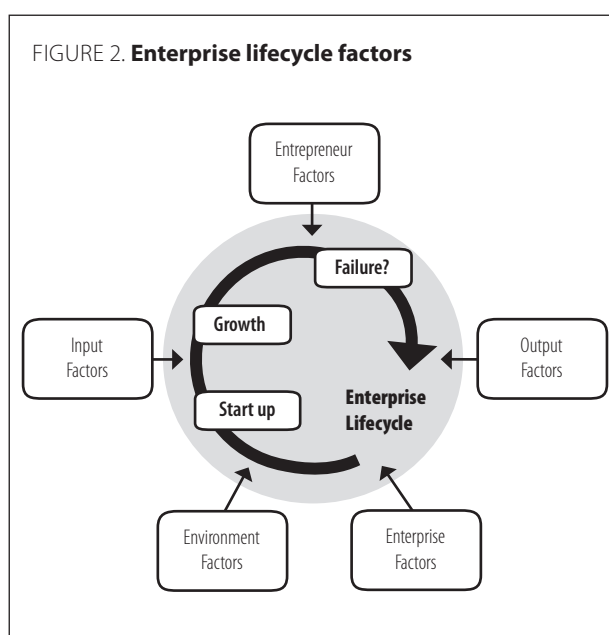 FIGURE 2. Enterprise lifecycle factors
Entrepreneur
Factors
Failure?
Growth
Input
Factors
Output
Factors
Start up
Enterprise
Lifecycle
Environment
Factors
Enterprise
Factors